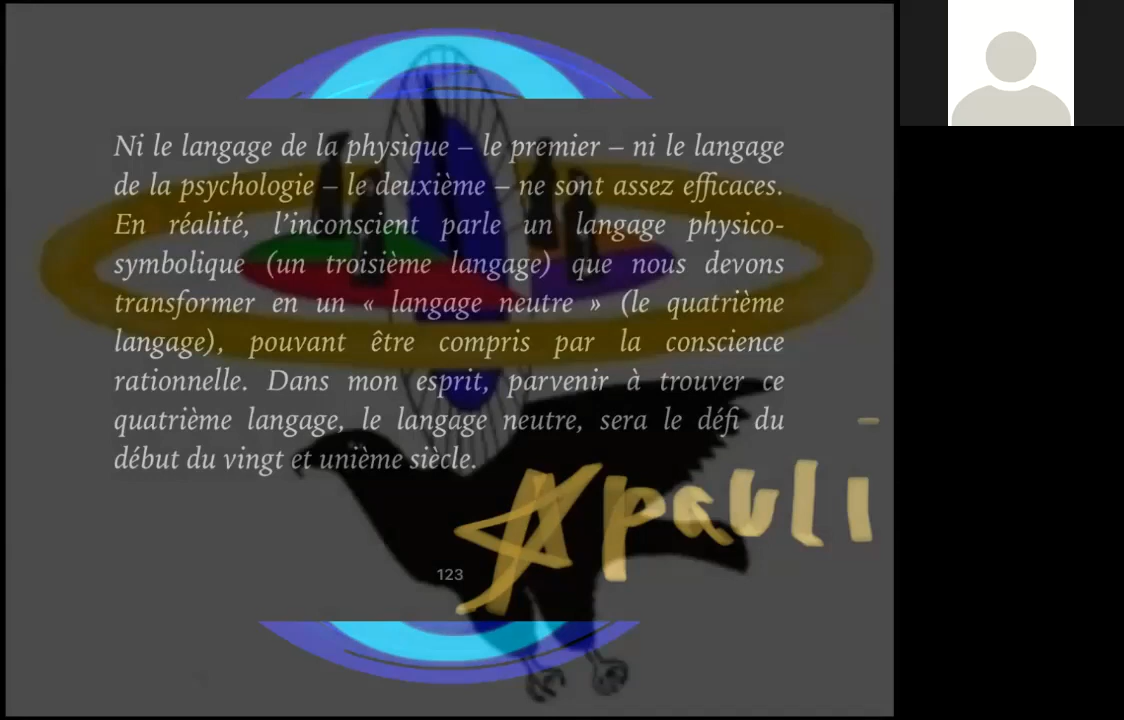 Ni le langage de la physique – le premier – ni le langage
de la psychologie – le deuxième – ne sont assez efficaces.
En réalité, l’inconscient parle un langage physico-
symbolique (un troisième langage) que nous devons
transformer en un « langage neutre » (le quatrième
langage), pouvant être compris par la conscience
rationnelle. Dans mon esprit, parvenir à trouver ce
quatrième langage, le langage neutre, sera le défi du
début du vingt et unième siècle.
pauli
123